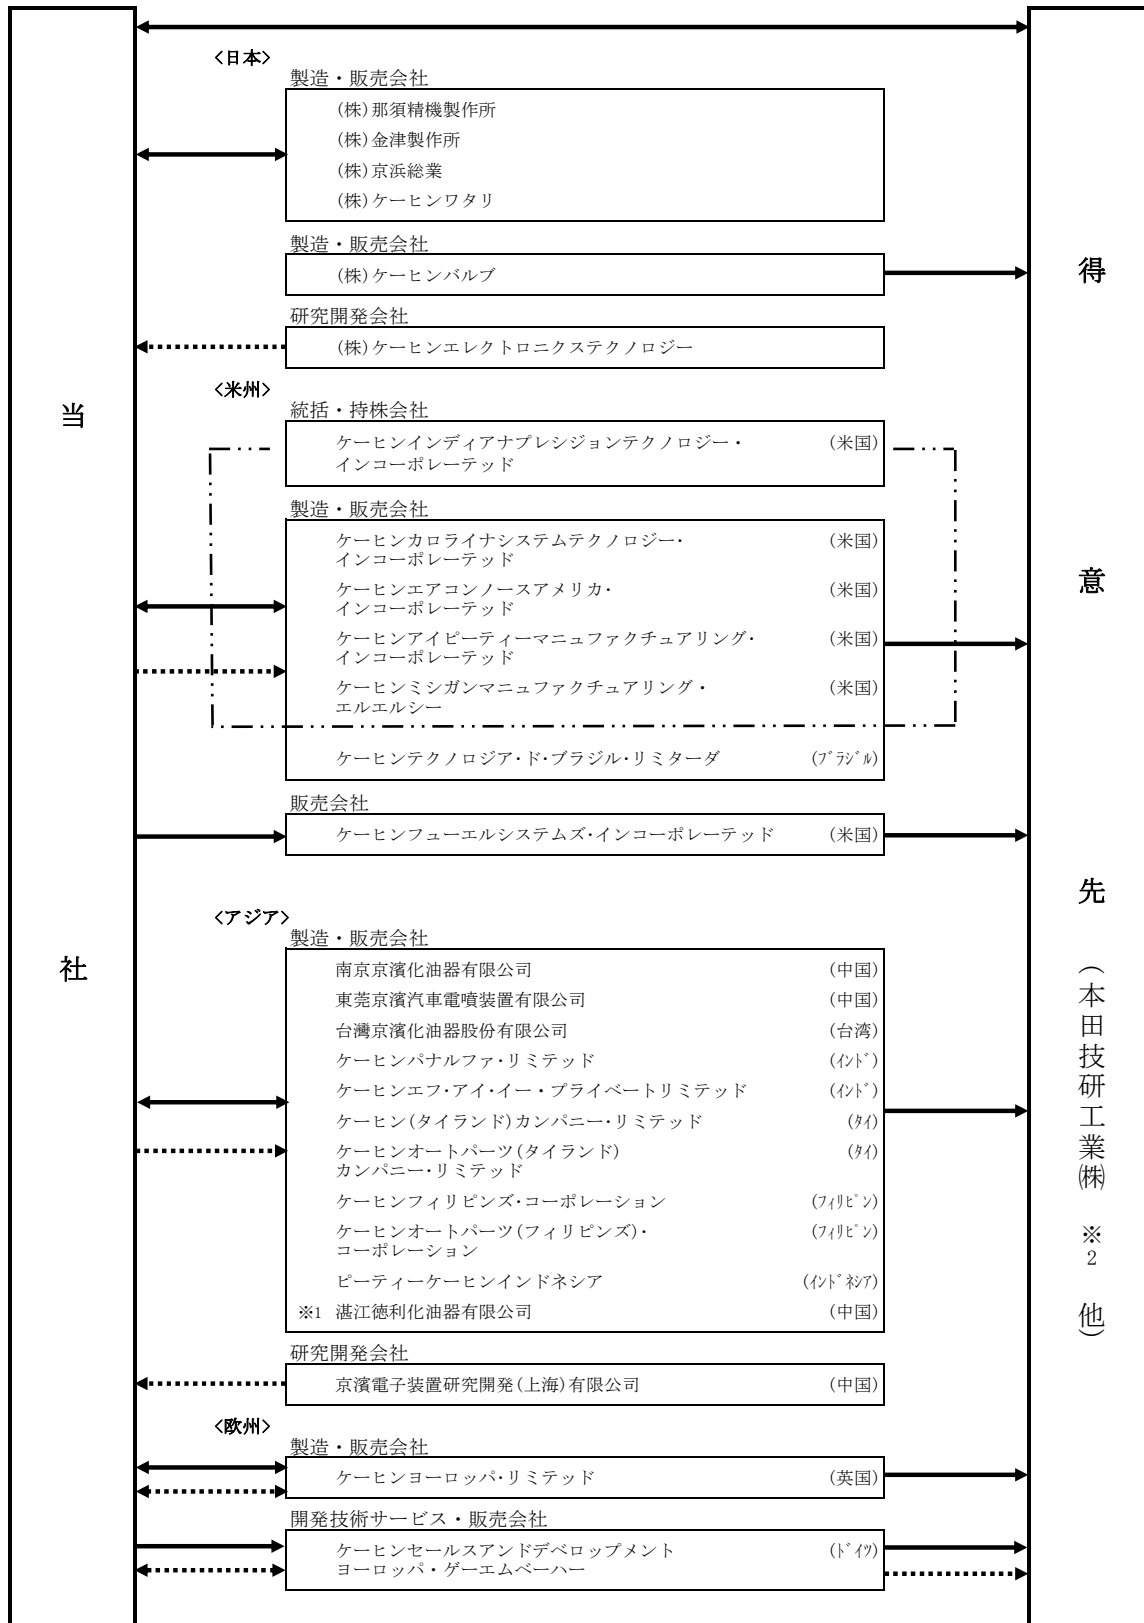 当社
<日本>
製造・販売会社
(株)那須精機製作所
(株)金津製作所
(株)京浜総業
(株)ケーヒンワタリ
製造・販売会社
(株)ケーヒンバルブ
研究開発会社
(株)ケーヒンエレクトロニクステクノロジー
<米州>
統括・持株会社
ケーヒンインディアナプレシジョンテクノロジー・ (米国)
インコーポレーテッド
製造・販売会社
ケーヒンカロライナシステムテクノロジー・ (米国)
インコーポレーテッド
ケーヒンエアコンノースアメリカ・ (米国)
インコーポレーテッド
ケーヒンアイピーティーマニュファクチュアリング・ (米国)
インコーポレーテッド
ケーヒンミシガンマニュファクチュアリング・ (米国)
エルエルシー
ケーヒンテクノロジア・ド・ブラジル・リミターダ (ブラジル)
販売会社
ケーヒンフューエルシステムズ・インコーポレーテッド (米国)
<アジア>
製造・販売会社
南京京濱化油器有限公司 (中国)
東莞京濱汽車電噴装置有限公司 (中国)
台灣京濱化油器股份有限公司 (台湾)
ケーヒンパナルファ・リミテッド (インド)
ケーヒンエフ・アイ・イー・プライベートリミテッド (インド)
ケーヒン(タイランド)カンパニー・リミテッド (タイ)
ケーヒンオートパーツ(タイランド) (タイ)
カンパニー・リミテッド
ケーヒンフィリピンズ・コーポレーション (フィリピン)
ケーヒンオートパーツ(フィリピンズ)・ (フィリピン)
コーポレーション
ピーティーケーヒンインドネシア (インドネシア)
※1 湛江德利化油器有限公司 (中国)
研究開発会社
京濱電子装置研究開発(上海)有限公司 (中国)
<欧州>
製造・販売会社
ケーヒンヨーロッパ・リミテッド (英国)
開発技術サービス・販売会社
ケーヒンセールスアンドデベロップメント (ドイツ)
ヨーロッパ・ゲーエムベーハー
得意先(本田技研工業㈱ ※2 他)